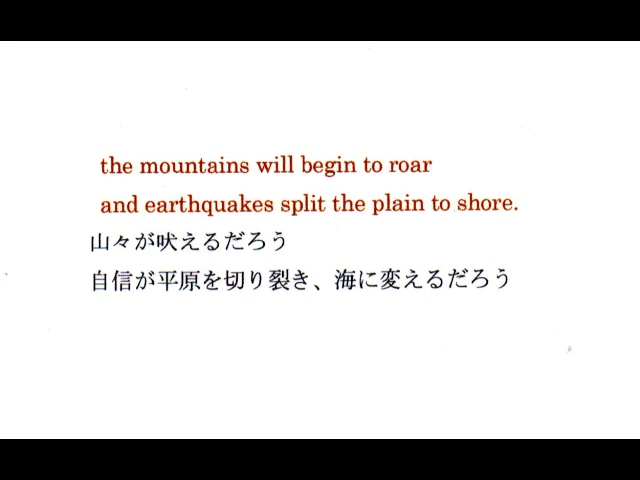 the mountains will begin to roar
and earthquakes split the plain to shore.
山々が吠えるだろう
自信が平原を切り裂き、海に変えるだろう